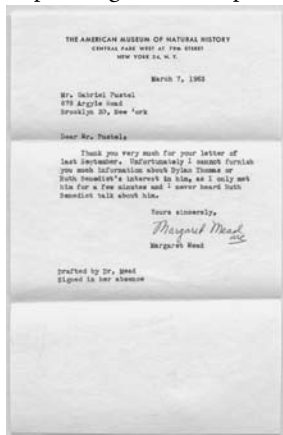 THE AMERICAN MUSEUM OF NATURAL HISTORY
CENTRAL PARK WEST AT 79th STREET
NEW YORK 24, N. Y.
March 7, 1963
Mr. Gabriel Pustel
675 Argyle Road
Brooklyn 30, New York
Dear Mr. Pustel,
Thank you very much for your letter of
last September. Unfortunately I cannot furnish
you much information about Dylan Thomas or
Ruth Benedict's interest in him, as I only met
him for a few minutes and I never heard Ruth
Benedict talk about him.
Yours sincerely,
Margaret Mead
Margaret Mead
Drafted by Dr. Mead
Signed in her absence